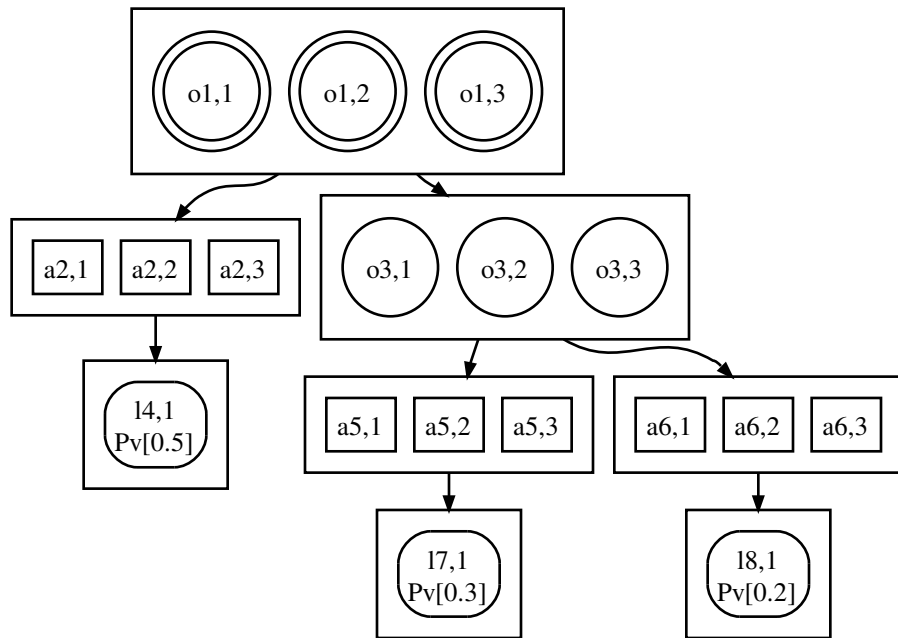 o1,1 o1,2 o1,3
a2,1 a2,2 a2,3
o3,1 o3,2 o3,3
l4,1
Pv[0.5]
a5,1 a5,2 a5,3
a6,1 a6,2 a6,3
l7,1
Pv[0.3]
l8,1
Pv[0.2]